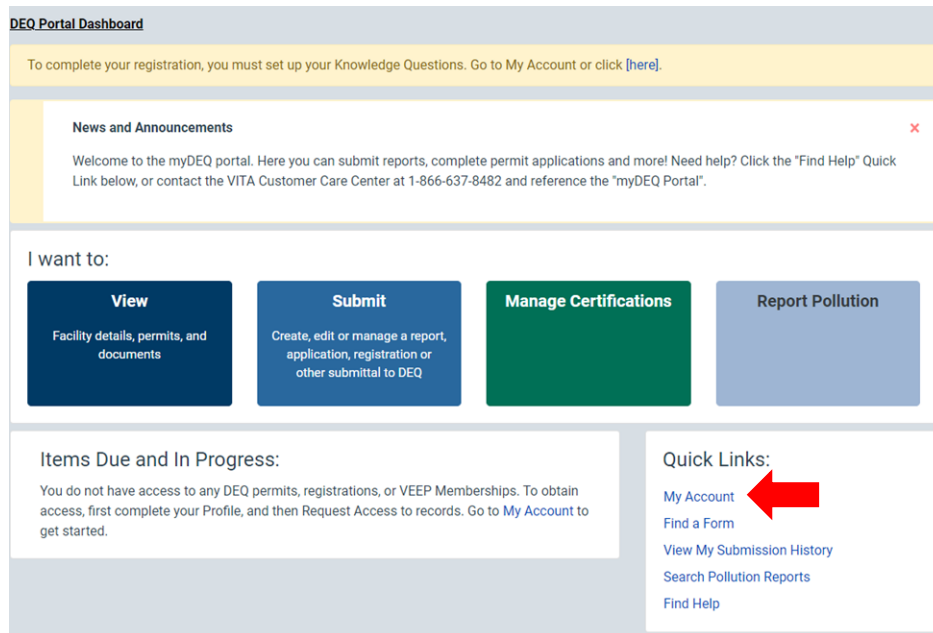 DEQ Portal Dashboard
To complete your registration, you must set up your Knowledge Questions. Go to My Account or click [here].
News and Announcements
Welcome to the myDEQ portal. Here you can submit reports, complete permit applications and more! Need help? Click the "Find Help" Quick
Link below, or contact the VITA Customer Care Center at 1-866-637-8482 and reference the "myDEQ Portal".
I want to:
View
Facility details, permits, and
documents
Submit
Create, edit or manage a report,
application, registration or
other submittal to DEQ
Manage Certifications
Report Pollution
Items Due and In Progress:
You do not have access to any DEQ permits, registrations, or VEEP Memberships. To obtain
access, first complete your Profile, and then Request Access to records. Go to My Account to
get started.
Quick Links:
My Account
Find a Form
View My Submission History
Search Pollution Reports
Find Help